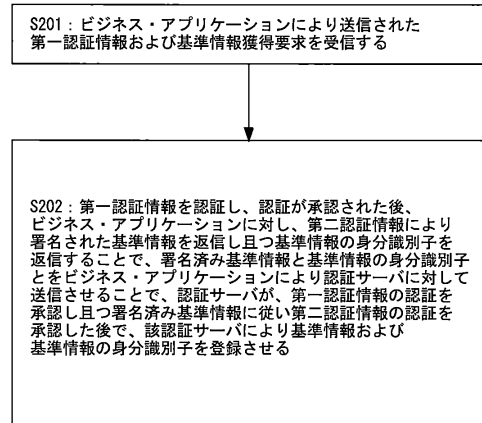 S201：ビジネス・アプリケーションにより送信された
第一認証情報および基準情報獲得要求を受信する
S202：第一認証情報を認証し、認証が承認された後、
ビジネス・アプリケーションに対し、第二認証情報により
署名された基準情報を返信し且つ基準情報の身分識別子を
返信することで、署名済み基準情報と基準情報の身分識別子
とをビジネス・アプリケーションにより認証サーバに対して
送信させることで、認証サーバが、第一認証情報の認証を
承認し且つ署名済み基準情報に従い第二認証情報の認証を
承認した後で、該認証サーバにより基準情報および
基準情報の身分識別子を登録させる